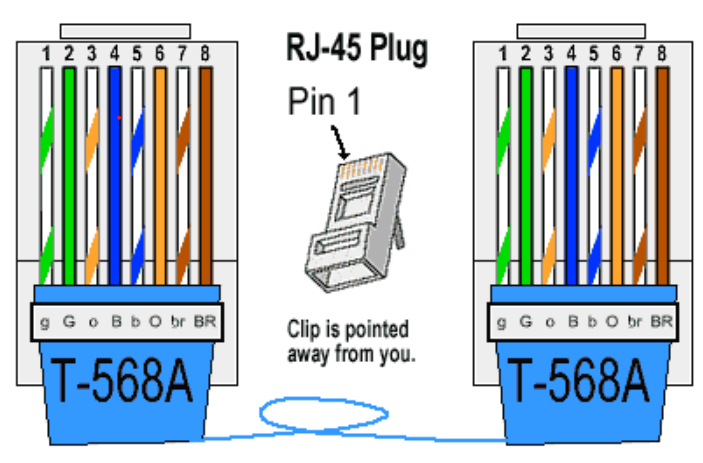 1 2 3 4 5 6 7 8
RJ-45 Plug
Pin 1
1 2 3 4 5 6 7 8
g G o B b O br BR
Clip is pointed
away from you.
g G o B b O br BR
T-568A
T-568A